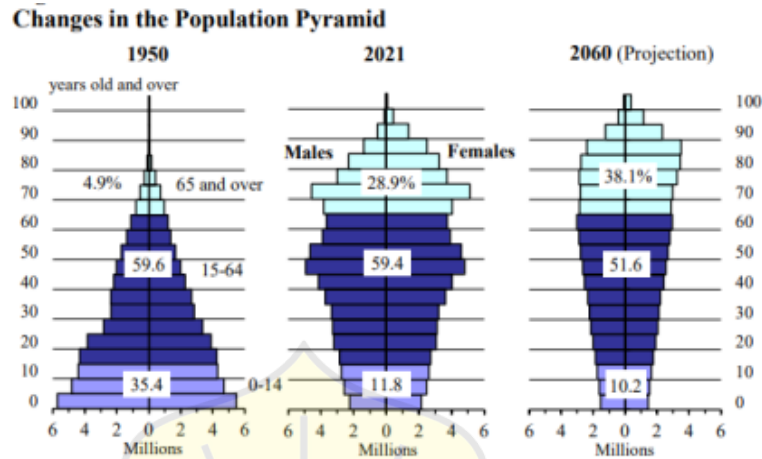 Changes in the Population Pyramid
1950
2021
2060 (Projection)
years old and over
100
90
80
70
60
50
40
30
20
10
0
4.9%
65 and over
59.6
15-64
35.4
0-14
Males
Females
28.9%
59.4
11.8
38.1%
51.6
10.2
100
90
80
70
60
50
40
30
20
10
0
6 4 2 0 2 4 6
Millions
6 4 2 0 2 4 6
Millions
6 4 2 0 2 4 6
Millions